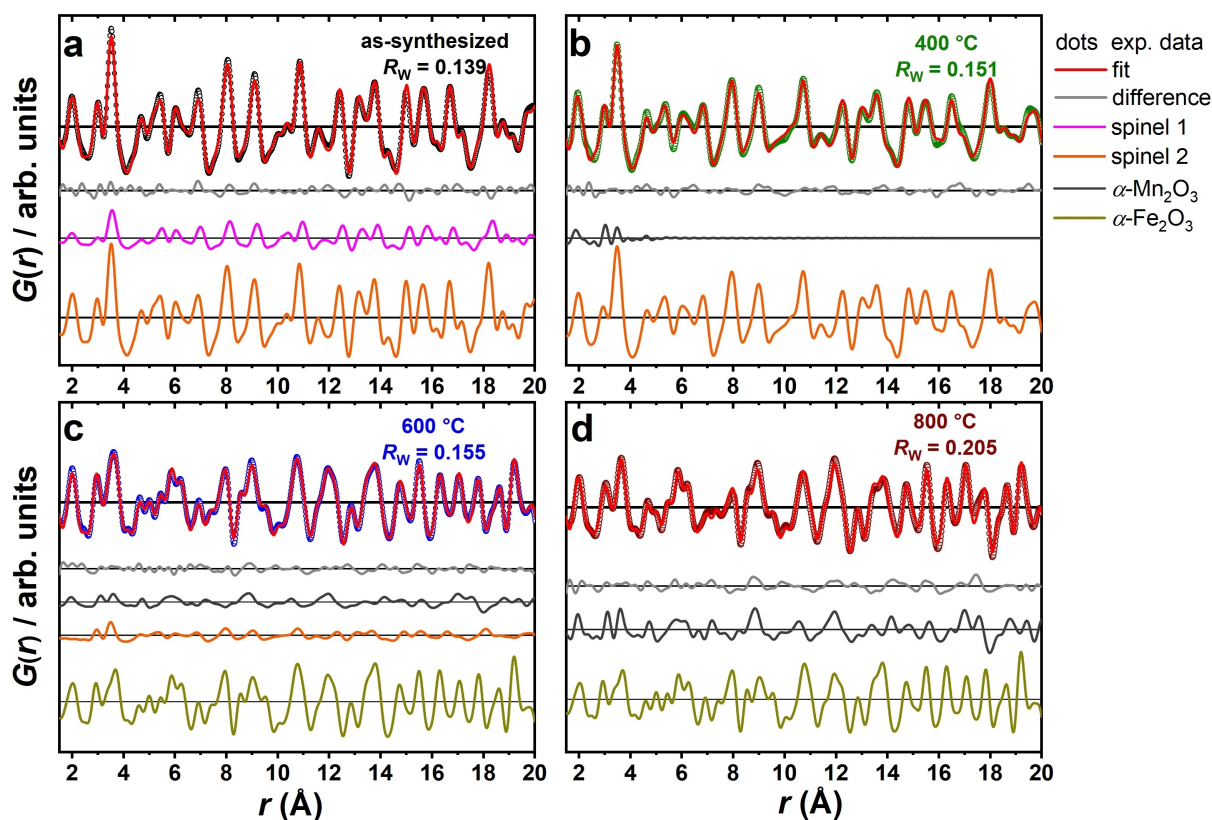 a
as-synthesized
R_W = 0.139
b
400 °C
R_W = 0.151
dots exp. data
fit
difference
spinel 1
spinel 2
α-Mn₂O₃
α-Fe₂O₃
G(r) / arb. units
2 4 6 8 10 12 14 16 18 20
2 4 6 8 10 12 14 16 18 20
c
600 °C
R_W = 0.155
d
800 °C
R_W = 0.205
G(r) / arb. units
2 4 6 8 10 12 14 16 18 20
2 4 6 8 10 12 14 16 18 20
r (Å)
r (Å)